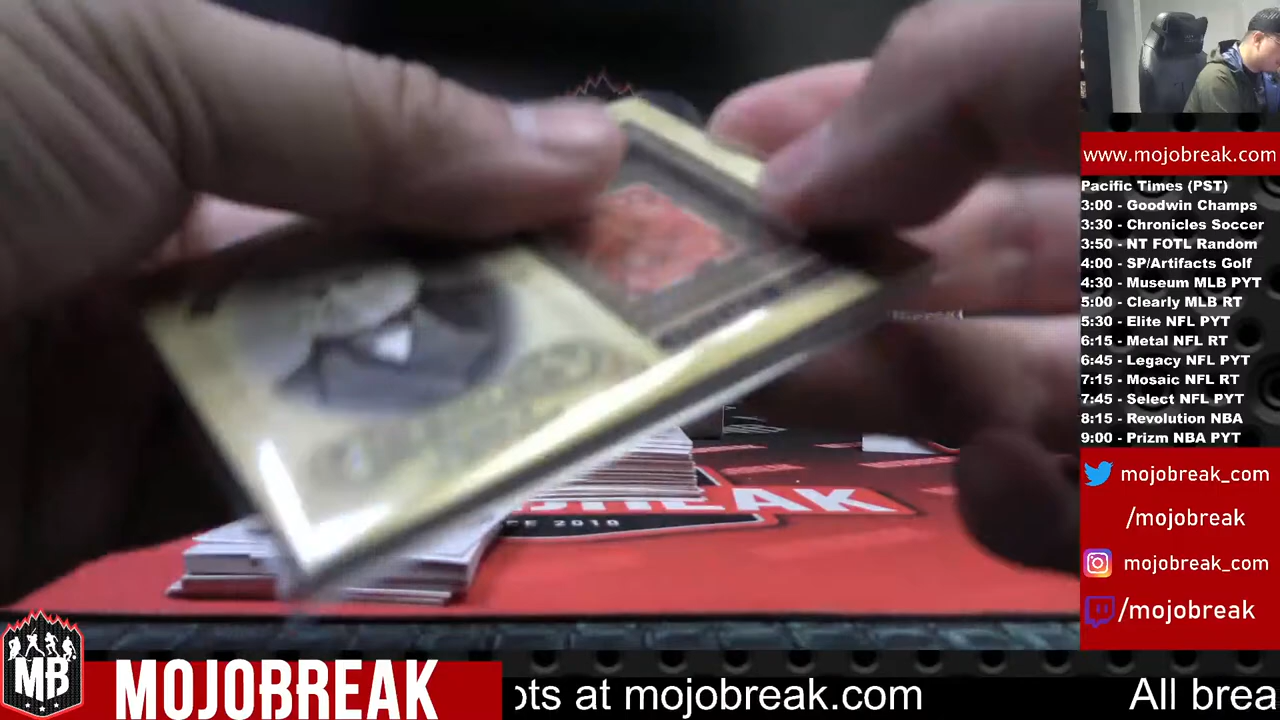 www.mojobreak.com
Pacific Times (PST)
3:00 - Goodwin Champs
3:30 - Chronicles Soccer
3:50 - NT FOTL Random
4:00 - SP/Artifacts Golf
4:30 - Museum MLB PYT
5:00 - Clearly MLB RT
5:30 - Elite NFL PYT
6:15 - Metal NFL RT
6:45 - Legacy NFL PYT
7:15 - Mosaic NFL RT
7:45 - Select NFL PYT
8:15 - Revolution NBA
9:00 - Prizm NBA PYT
mojobreak_com
/mojobreak
mojobreak_com
/mojobreak
EAK
2010
MB
MOJOBREAK
ots at mojobreak.com All brea